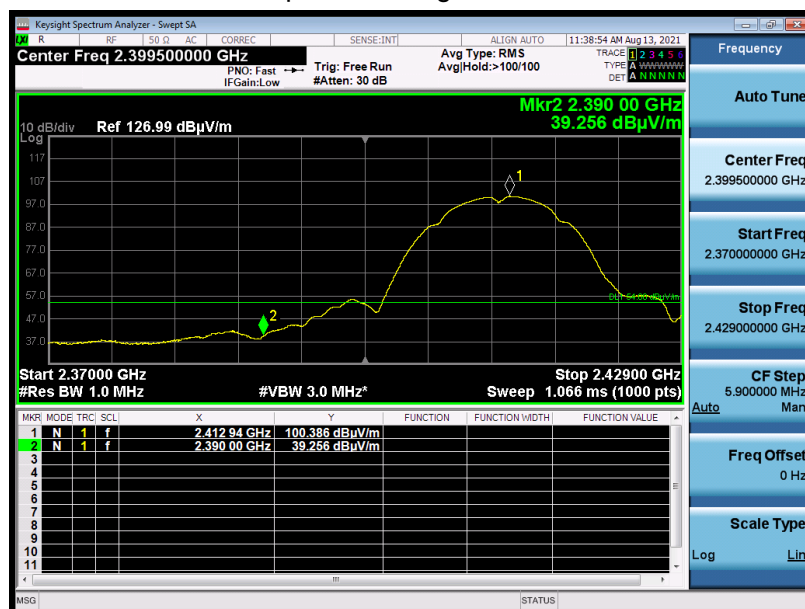 Keysight Spectrum Analyzer - Swept SA
LXI R RF 50 Ω AC CORREC SENSE:INT ALIGN AUTO 11:38:54 AM Aug 13, 2021
Center Freq 2.399500000 GHz
PNO: Fast
IFGain:Low
Trig: Free Run
#Atten: 30 dB
Avg Type: RMS
Avg|Hold:>100/100
TRACE 1 2 3 4 5 6
TYPE A WWWWW
DET A N N N N N
Mkr2 2.390 00 GHz
39.256 dBµV/m
10 dB/div Ref 126.99 dBµV/m
Log
117
107
97.0
87.0
77.0
67.0
57.0
47.0
37.0
1
2
DL1 54.00 dBµV/m
Start 2.37000 GHz Stop 2.42900 GHz
#Res BW 1.0 MHz #VBW 3.0 MHz* Sweep 1.066 ms (1000 pts)
MKR MODE TRC SCL X Y FUNCTION FUNCTION WIDTH FUNCTION VALUE
1 N 1 f 2.412 94 GHz 100.386 dBµV/m
2 N 1 f 2.390 00 GHz 39.256 dBµV/m
3
4
5
6
7
8
9
10
11
MSG STATUS
Frequency
Auto Tune
Center Freq
2.399500000 GHz
Start Freq
2.370000000 GHz
Stop Freq
2.429000000 GHz
CF Step
5.900000 MHz
Auto Man
Freq Offset
0 Hz
Scale Type
Log Lin